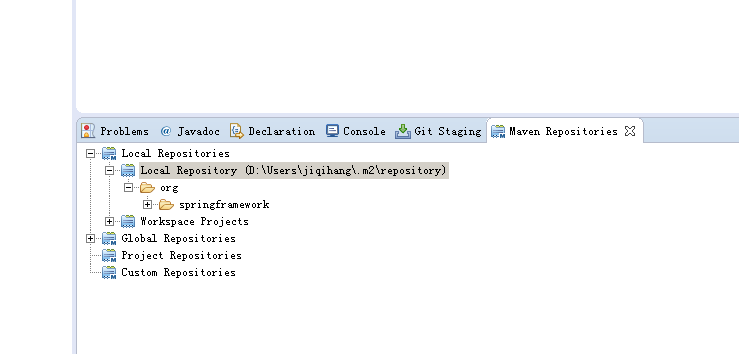 Problems @ Javadoc Declaration Console Git Staging Maven Repositories
Local Repositories
Local Repository (D:\Users\jiqihang\.m2\repository)
org
springframework
Workspace Projects
Global Repositories
Project Repositories
Custom Repositories